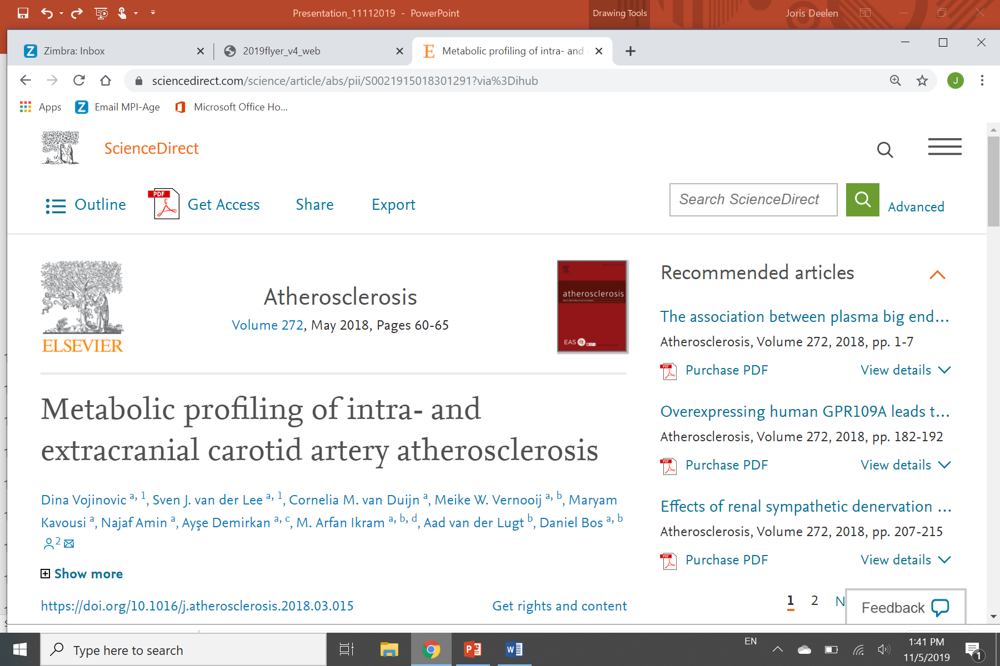 Presentation_11112019 - PowerPoint
Drawing Tools
Joris Deelen
Zimbra: Inbox
2019flyer_v4_web
Metabolic profiling of intra- and
sciencedirect.com/science/article/abs/pii/S0021915018301291?via%3Dihub
J
Apps
Email MPI-Age
Microsoft Office Ho...
ScienceDirect
Outline
PDF
Get Access
Share
Export
Search ScienceDirect
Advanced
ELSEVIER
Atherosclerosis
Volume 272, May 2018, Pages 60-65
atherosclerosis
EAS
Metabolic profiling of intra- and
extracranial carotid artery atherosclerosis
Dina Vojinovic a, 1, Sven J. van der Lee a, 1, Cornelia M. van Duijn a, Meike W. Vernooij a, b, Maryam
Kavousi a, Najaf Amin a, Ayşe Demirkan a, c, M. Arfan Ikram a, b, d, Aad van der Lugt b, Daniel Bos a, b
2
Show more
https://doi.org/10.1016/j.atherosclerosis.2018.03.015
Get rights and content
Recommended articles
The association between plasma big end...
Atherosclerosis, Volume 272, 2018, pp. 1-7
PDF
Purchase PDF
View details
Overexpressing human GPR109A leads t...
Atherosclerosis, Volume 272, 2018, pp. 182-192
PDF
Purchase PDF
View details
Effects of renal sympathetic denervation ...
Atherosclerosis, Volume 272, 2018, pp. 207-215
PDF
Purchase PDF
View details
1 2 N
Feedback
Type here to search
EN
1:41 PM
11/5/2019
1